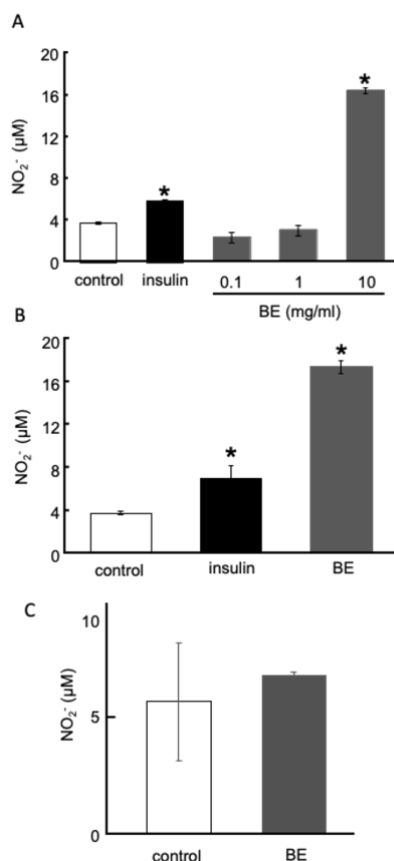 A
NO₂⁻ (µM)
20
16
12
8
4
0
*
*
control insulin 0.1 1 10
BE (mg/ml)
B
NO₂⁻ (µM)
20
16
12
8
4
0
*
*
control insulin BE
C
NO₂⁻ (µM)
10
5
0
control BE